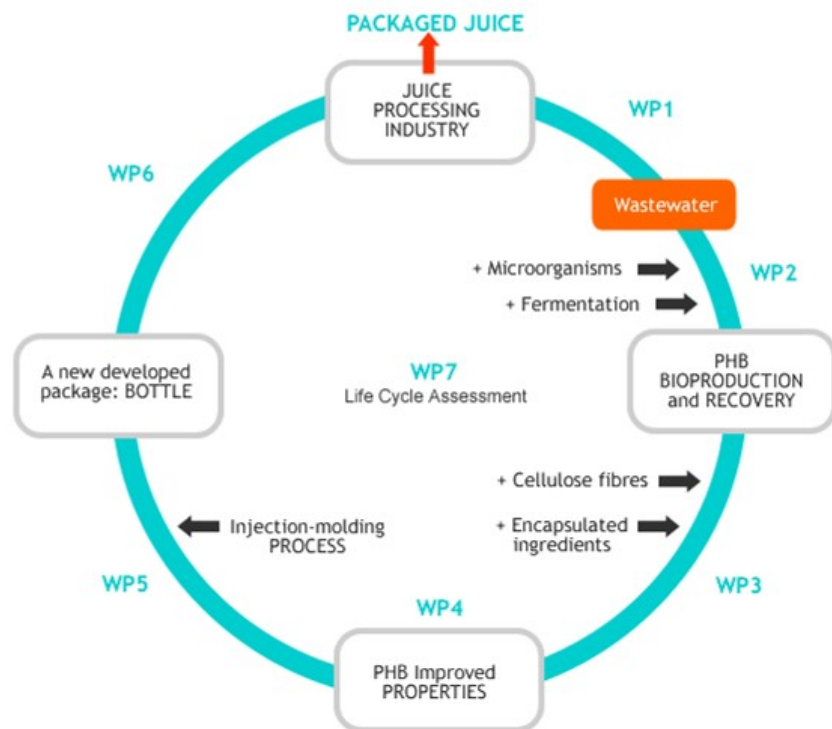 PACKAGED JUICE
JUICE
PROCESSING
INDUSTRY
WP1
WP6
Wastewater
+ Microorganisms
WP2
+ Fermentation
A new developed
package: BOTTLE
WP7
Life Cycle Assessment
PHB
BIOPRODUCTION
and RECOVERY
+ Cellulose fibres
+ Encapsulated
ingredients
Injection-molding
PROCESS
WP5
WP4
WP3
PHB Improved
PROPERTIES